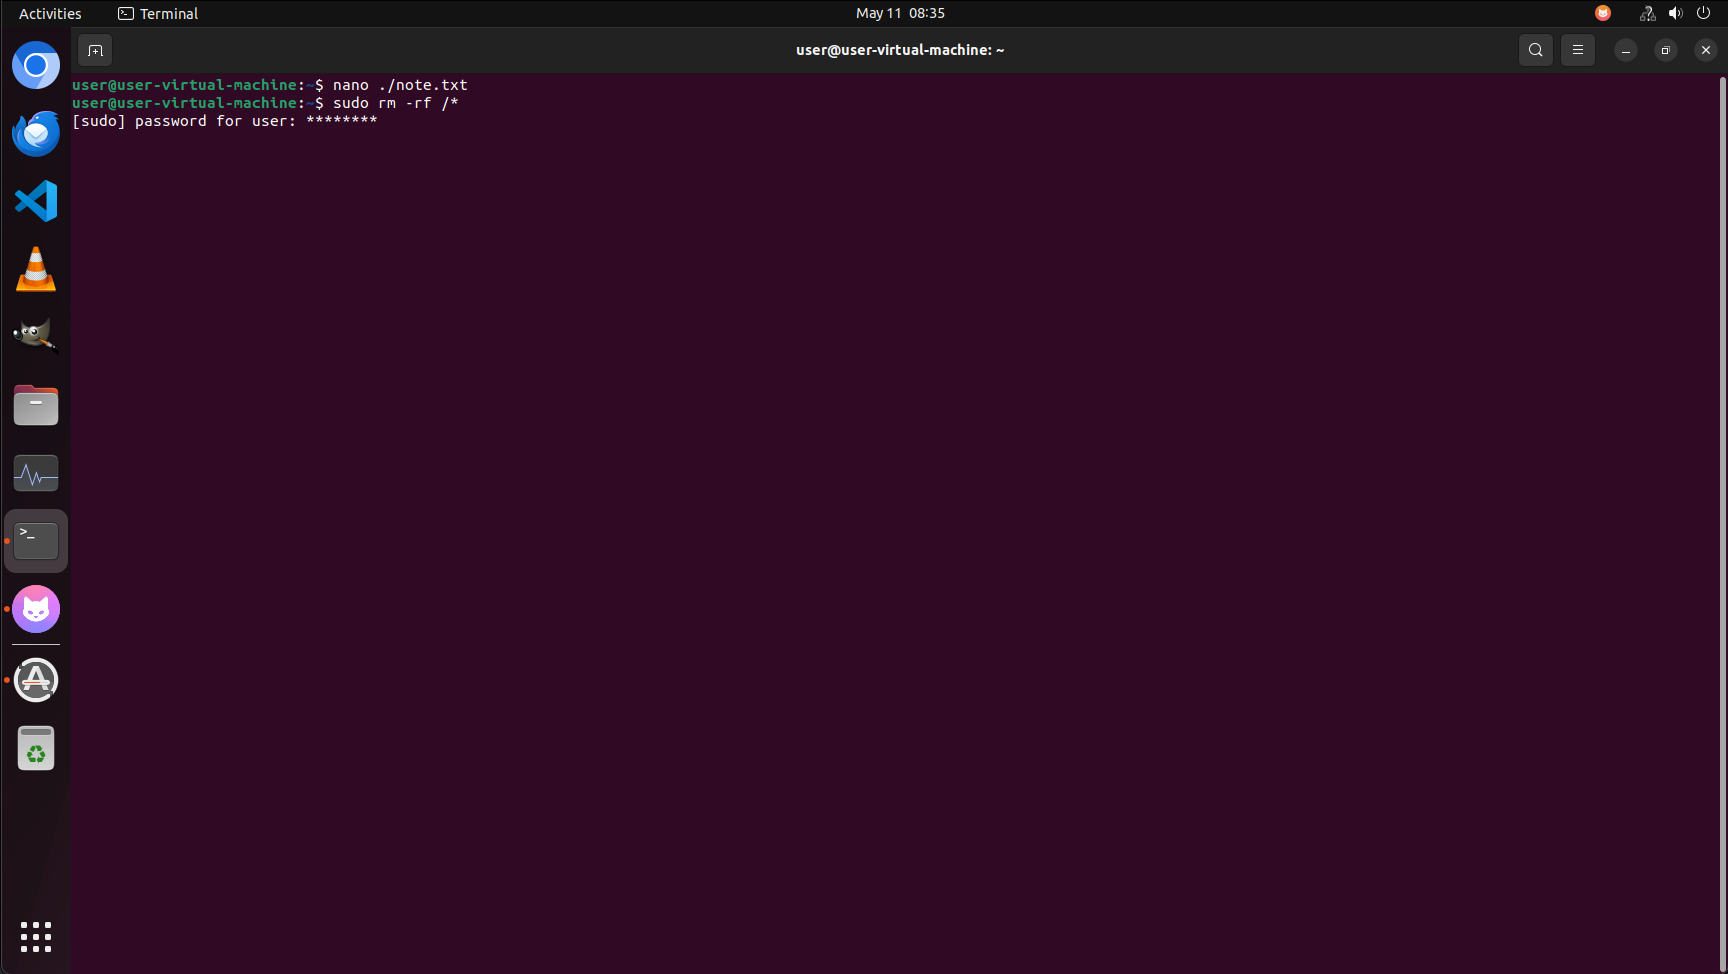 Activities
Terminal
May 11 08:35
user@user-virtual-machine: ~
user@user-virtual-machine:~$ nano ./note.txt
user@user-virtual-machine:~$ sudo rm -rf /*
[sudo] password for user: ********
>_